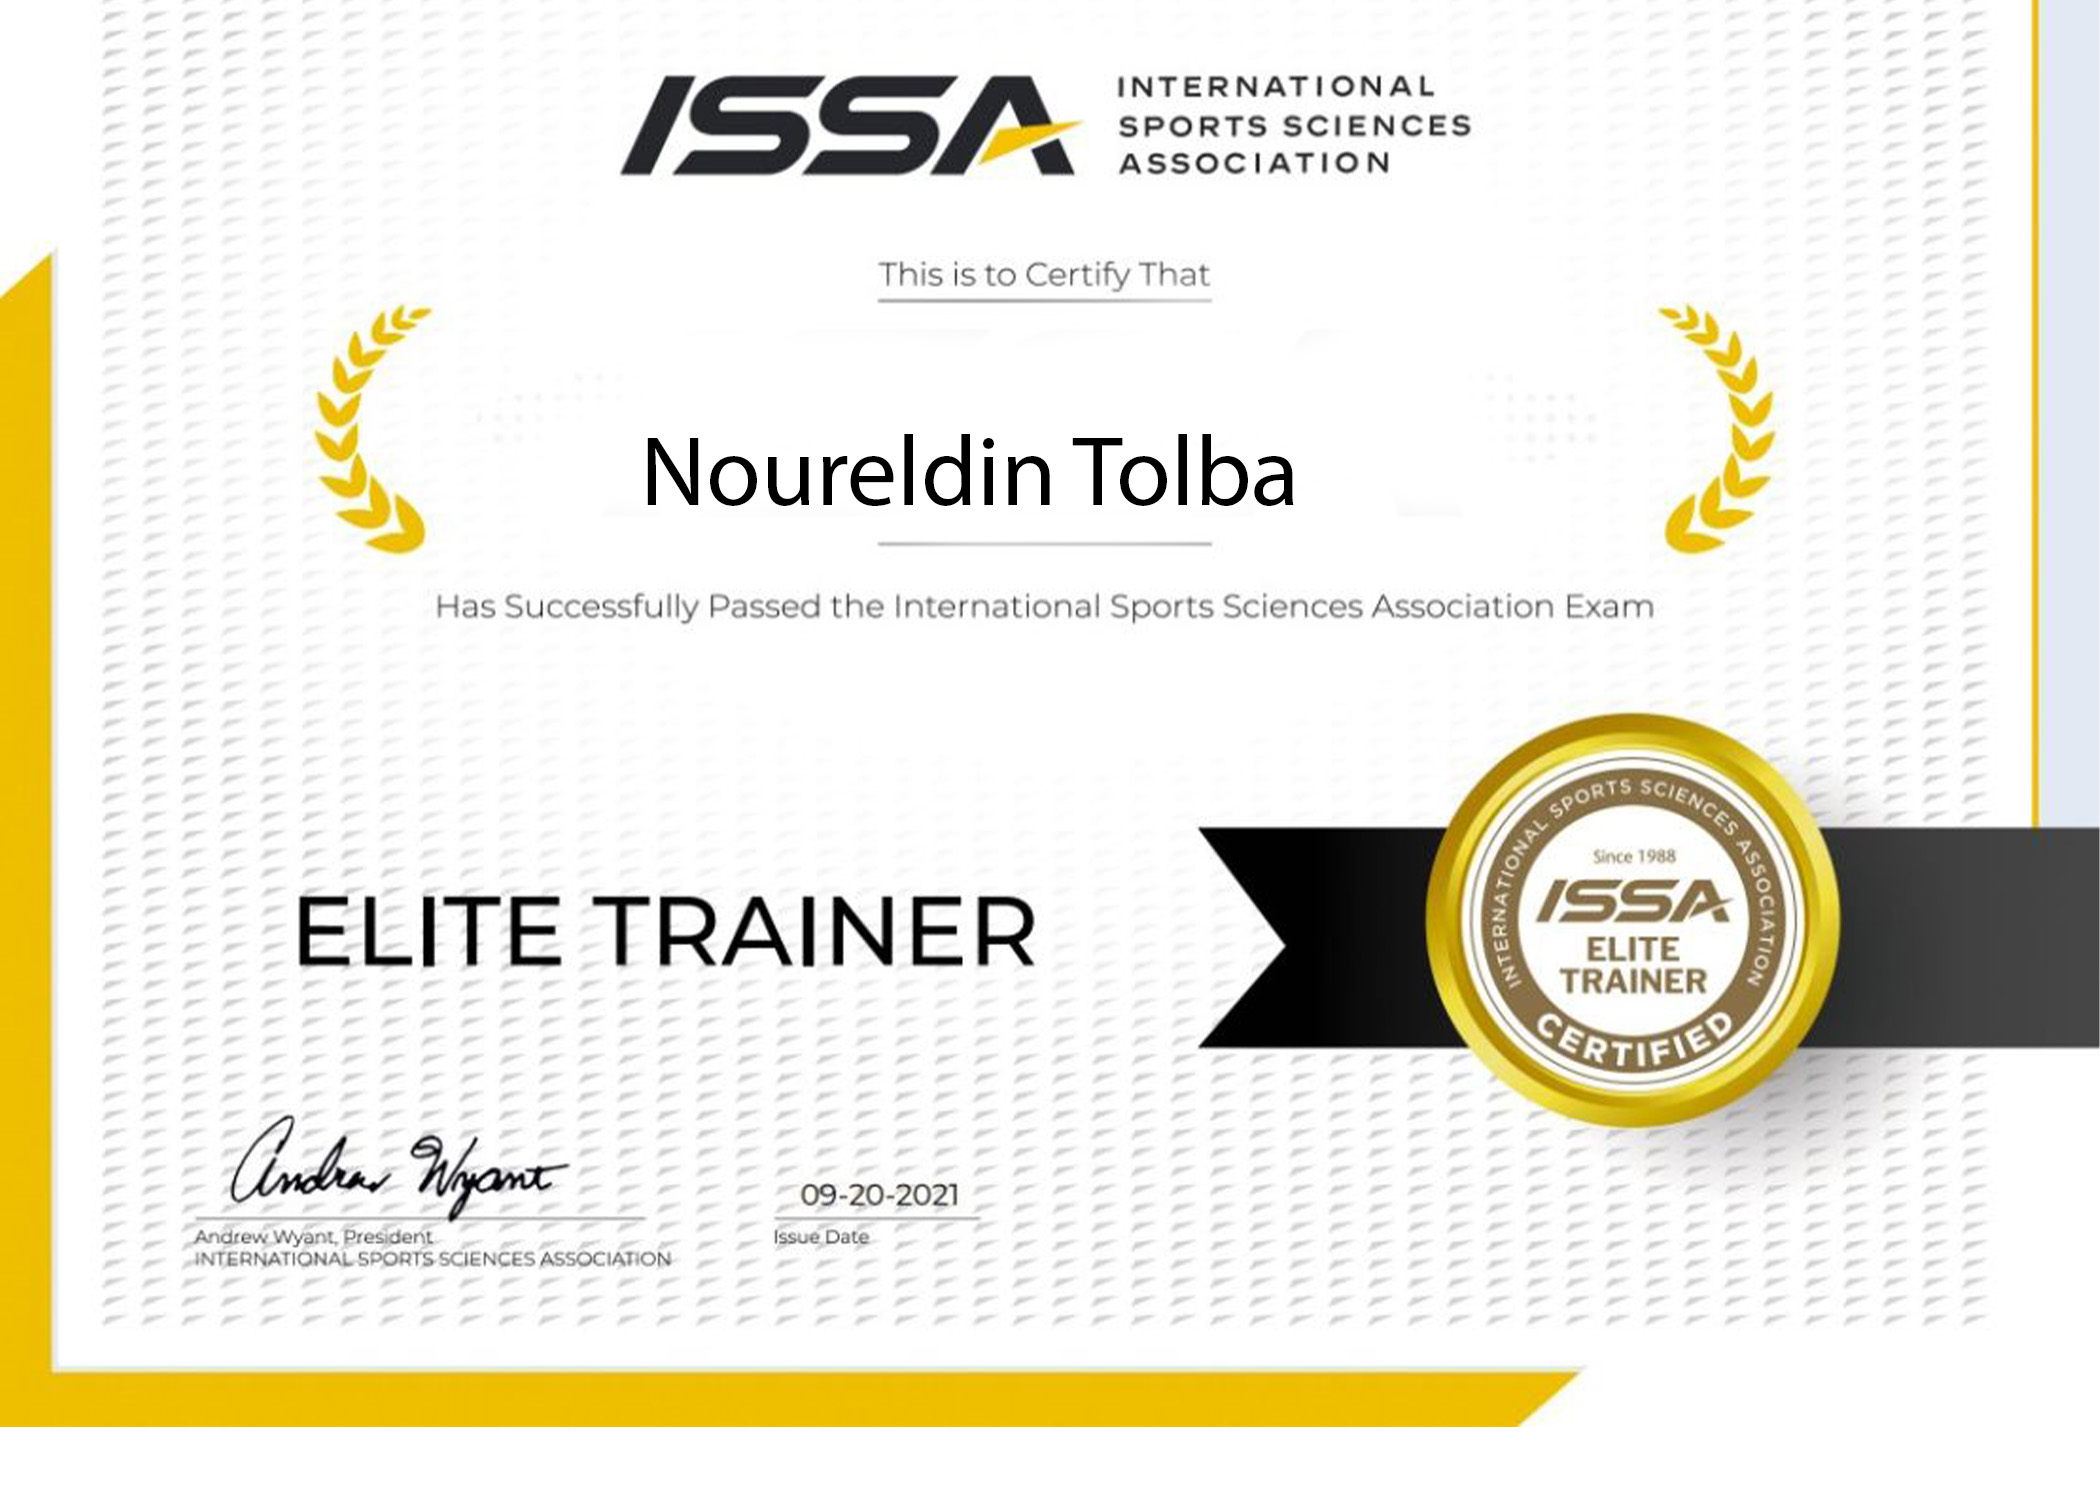 ISSA
INTERNATIONAL
SPORTS SCIENCES
ASSOCIATION
This is to Certify That
Noureldin Tolba
Has Successfully Passed the International Sports Sciences Association Exam
ELITE TRAINER
INTERNATIONAL SPORTS SCIENCES ASSOCIATION
Since 1988
ISSA
ELITE
TRAINER
CERTIFIED
Andrew Wyant
09-20-2021
Andrew Wyant, President
INTERNATIONAL SPORTS SCIENCES ASSOCIATION
Issue Date